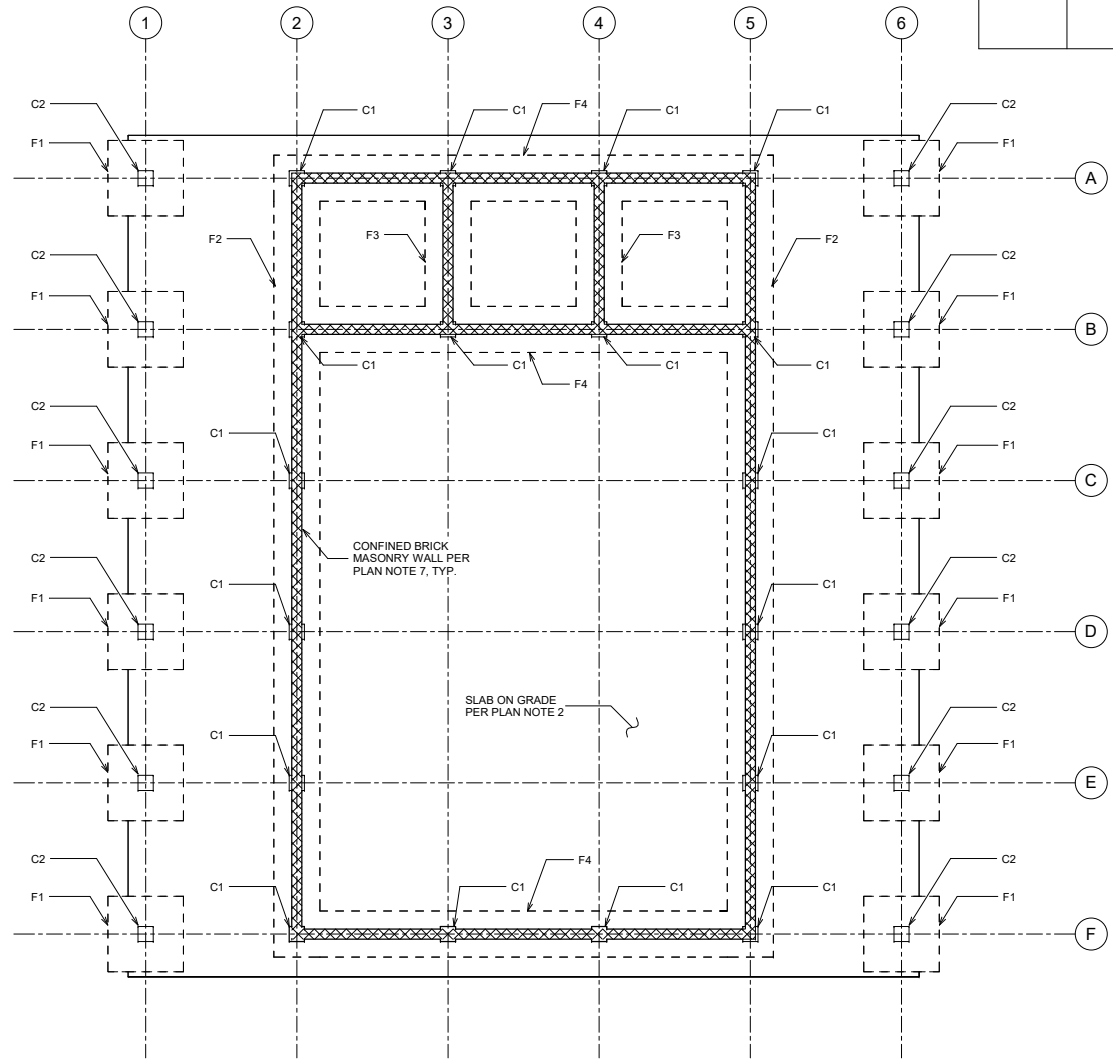 1 2 3 4 5 6
C2 C1 C1 F4 C1 C1 C2
F1 F1
A
F2 F3 F3 F2
C2 C2
F1 F1
B
C1 C1 C1 C1
F4
C2 C2
C1 C1
F1 F1
C
CONFINED BRICK
MASONRY WALL PER
PLAN NOTE 7, TYP.
C2 C2
F1 C1 C1 F1
D
SLAB ON GRADE
PER PLAN NOTE 2
C2 C2
C1 C1
F1 F1
E
C2 F4 C2
C1 C1 C1 C1
F1 F1
F